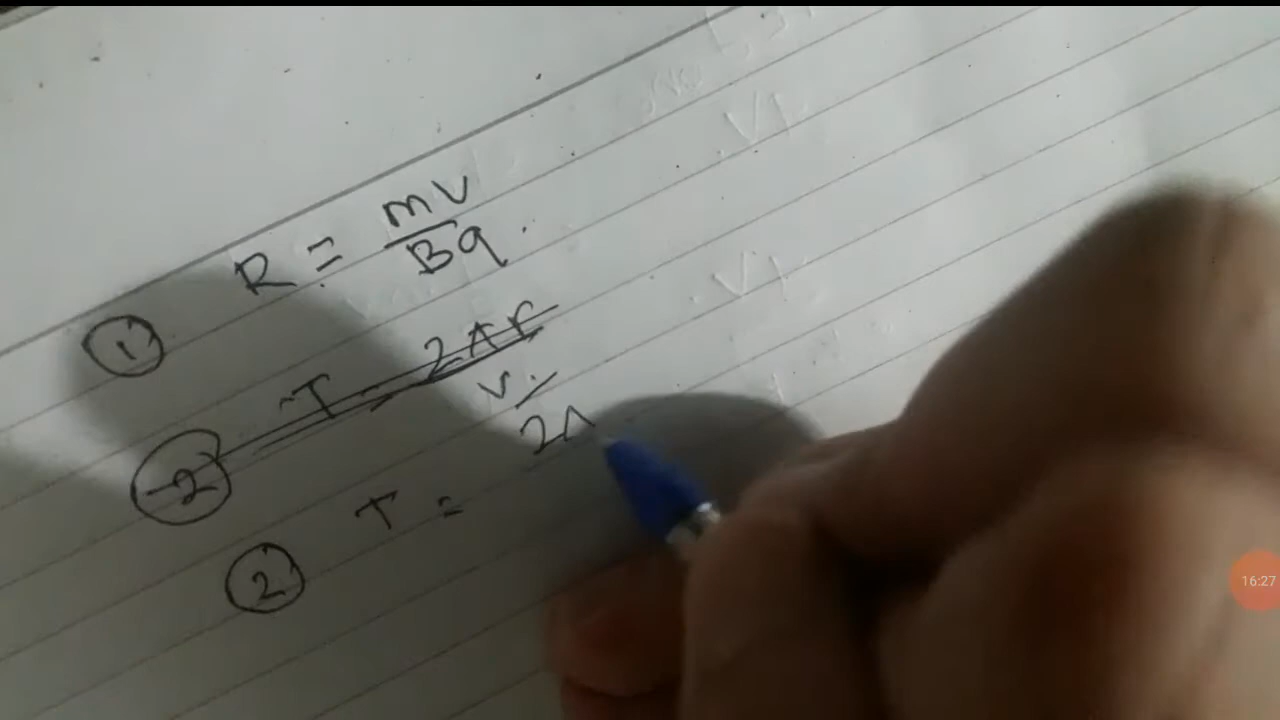 ① R = mv/Bq.
② T 2πr
v.
② T = 2π
16:27